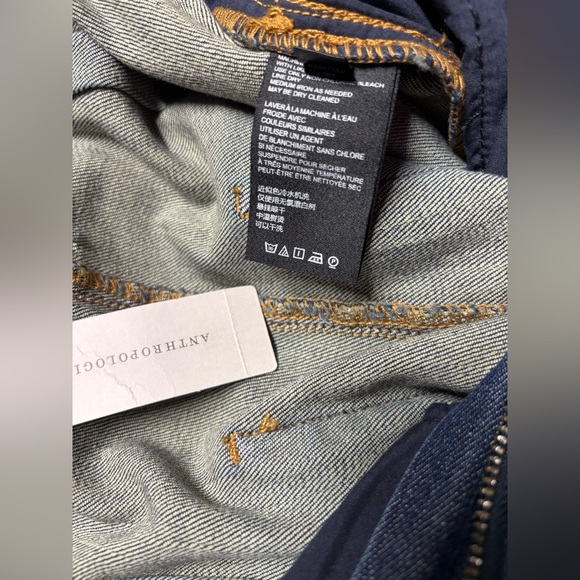 MACHINE
WITH LIKE
USE ONLY NON-CHLORINE BLEACH
LINE DRY
MEDIUM IRON AS NEEDED
MAY BE DRY CLEANED
LAVER À LA MACHINE À L'EAU
FROIDE AVEC
COULEURS SIMILAIRES
UTILISER UN AGENT
DE BLANCHIMENT SANS CHLORE
SI NÉCESSAIRE
SUSPENDRE POUR SÉCHER
À TRÈS MOYENNE TEMPÉRATURE
PEUT-ÊTRE ÊTRE NETTOYÉE SEC
近似色冷水机洗
仅使用无氯漂白剂
悬挂晾干
中温熨烫
可以干洗
P
ANTHROPOLOGI